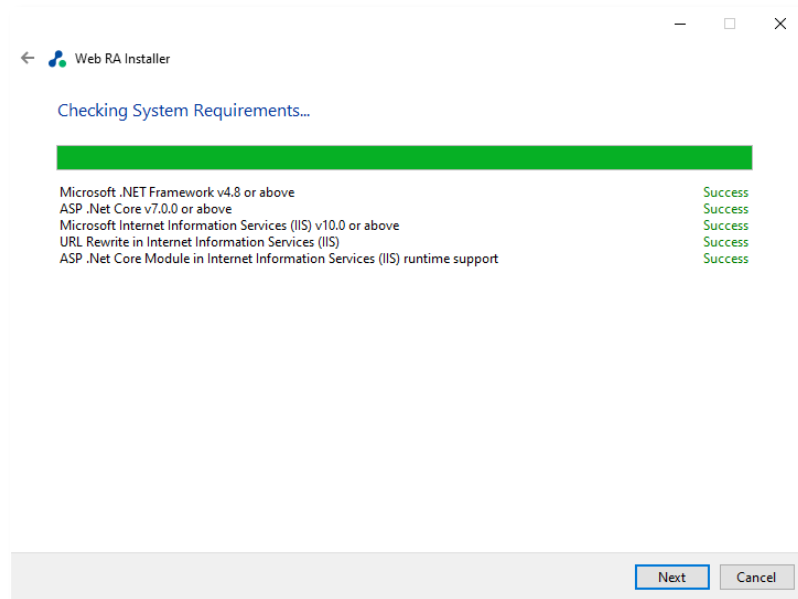 Web RA Installer
Checking System Requirements...
Microsoft .NET Framework v4.8 or above Success
ASP .Net Core v7.0.0 or above Success
Microsoft Internet Information Services (IIS) v10.0 or above Success
URL Rewrite in Internet Information Services (IIS) Success
ASP .Net Core Module in Internet Information Services (IIS) runtime support Success
Next Cancel